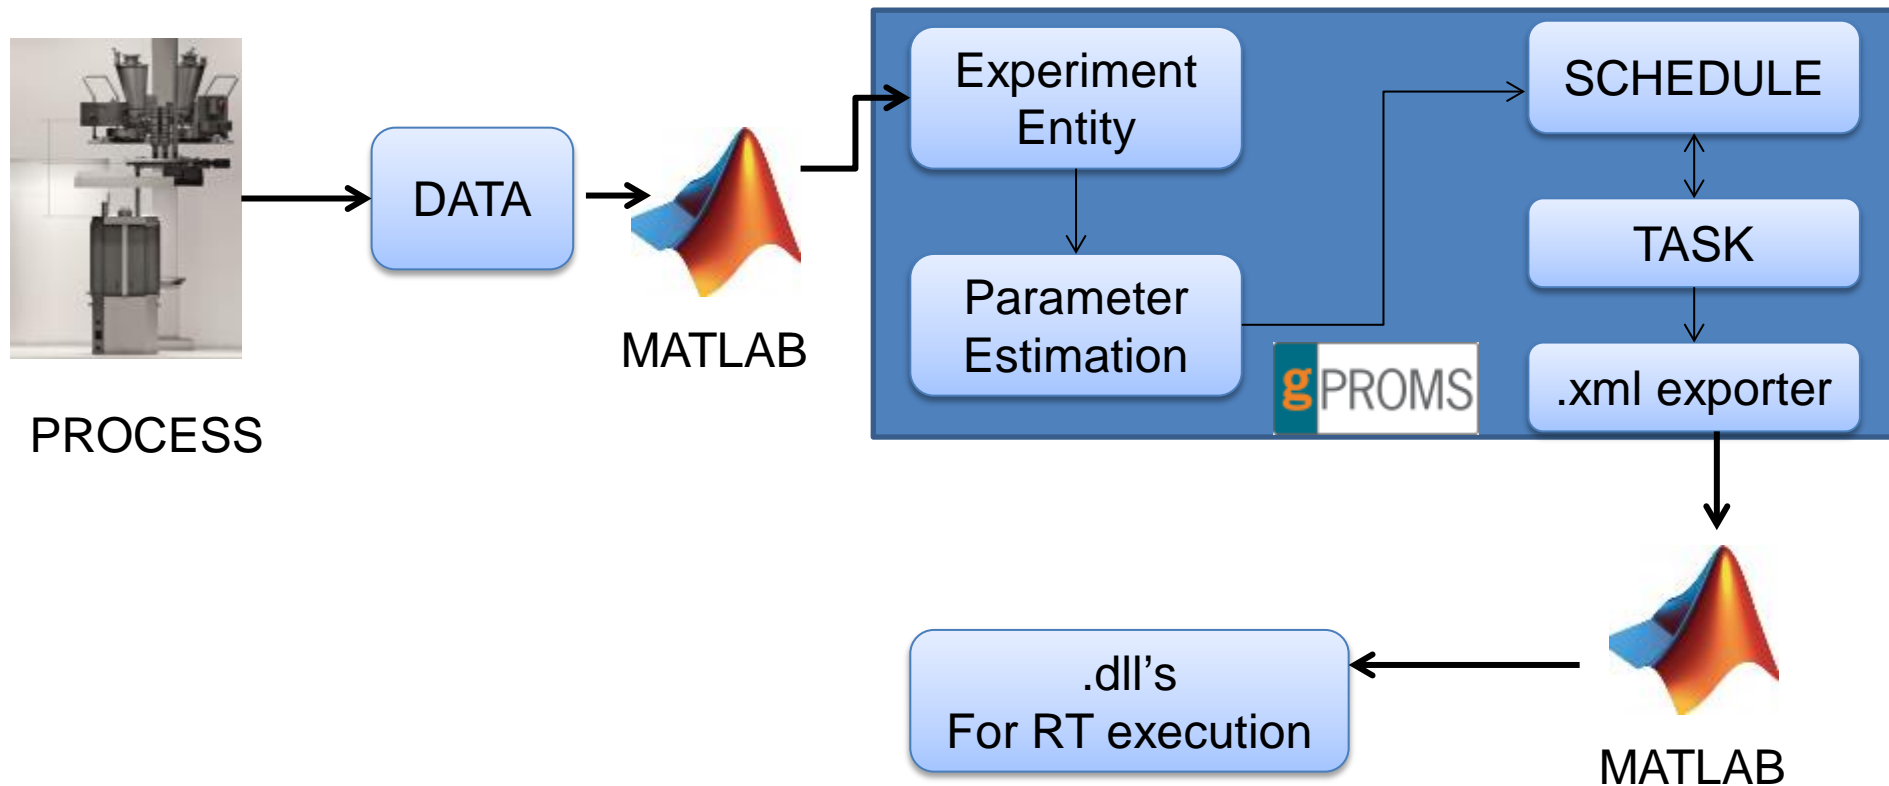 PROCESS
DATA
MATLAB
Experiment
Entity
Parameter
Estimation
gPROMS
SCHEDULE
TASK
.xml exporter
MATLAB
.dll’s
For RT execution